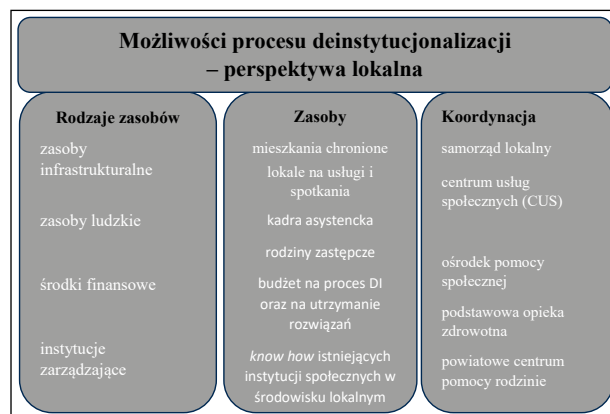 Możliwości procesu deinstytucjonalizacji
– perspektywa lokalna
Rodzaje zasobów
zasoby
infrastrukturalne
zasoby ludzkie
środki finansowe
instytucje
zarządzające
Zasoby
mieszkania chronione
lokale na usługi i
spotkania
kadra asystencka
rodziny zastępcze
budżet na proces DI
oraz na utrzymanie
rozwiązań
know how istniejących
instytucji społecznych w
środowisku lokalnym
Koordynacja
samorząd lokalny
centrum usług
społecznych (CUS)
ośrodek pomocy
społecznej
podstawowa opieka
zdrowotna
powiatowe centrum
pomocy rodzinie